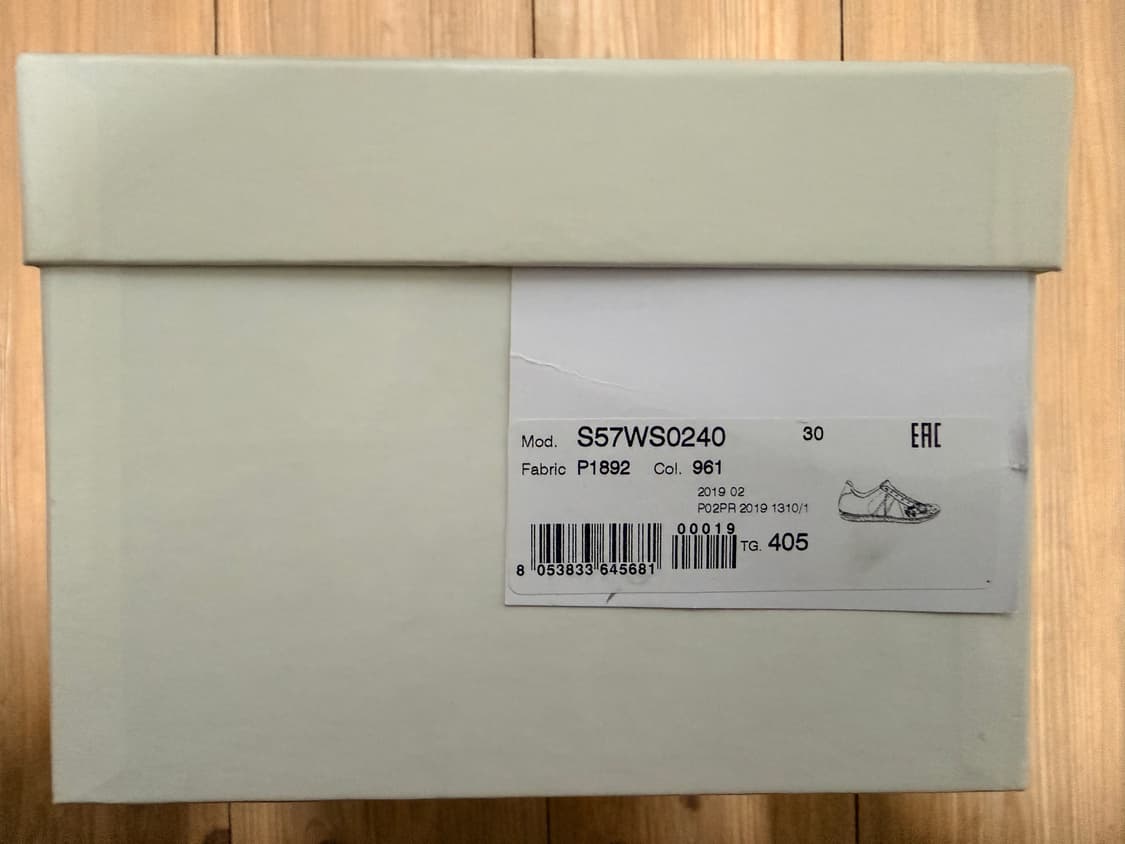 Mod. S57WS0240 30 EAC
Fabric P1892 Col. 961
2019 02
P02PR 2019 1310/1
00019
TG. 405
8 053833 645681